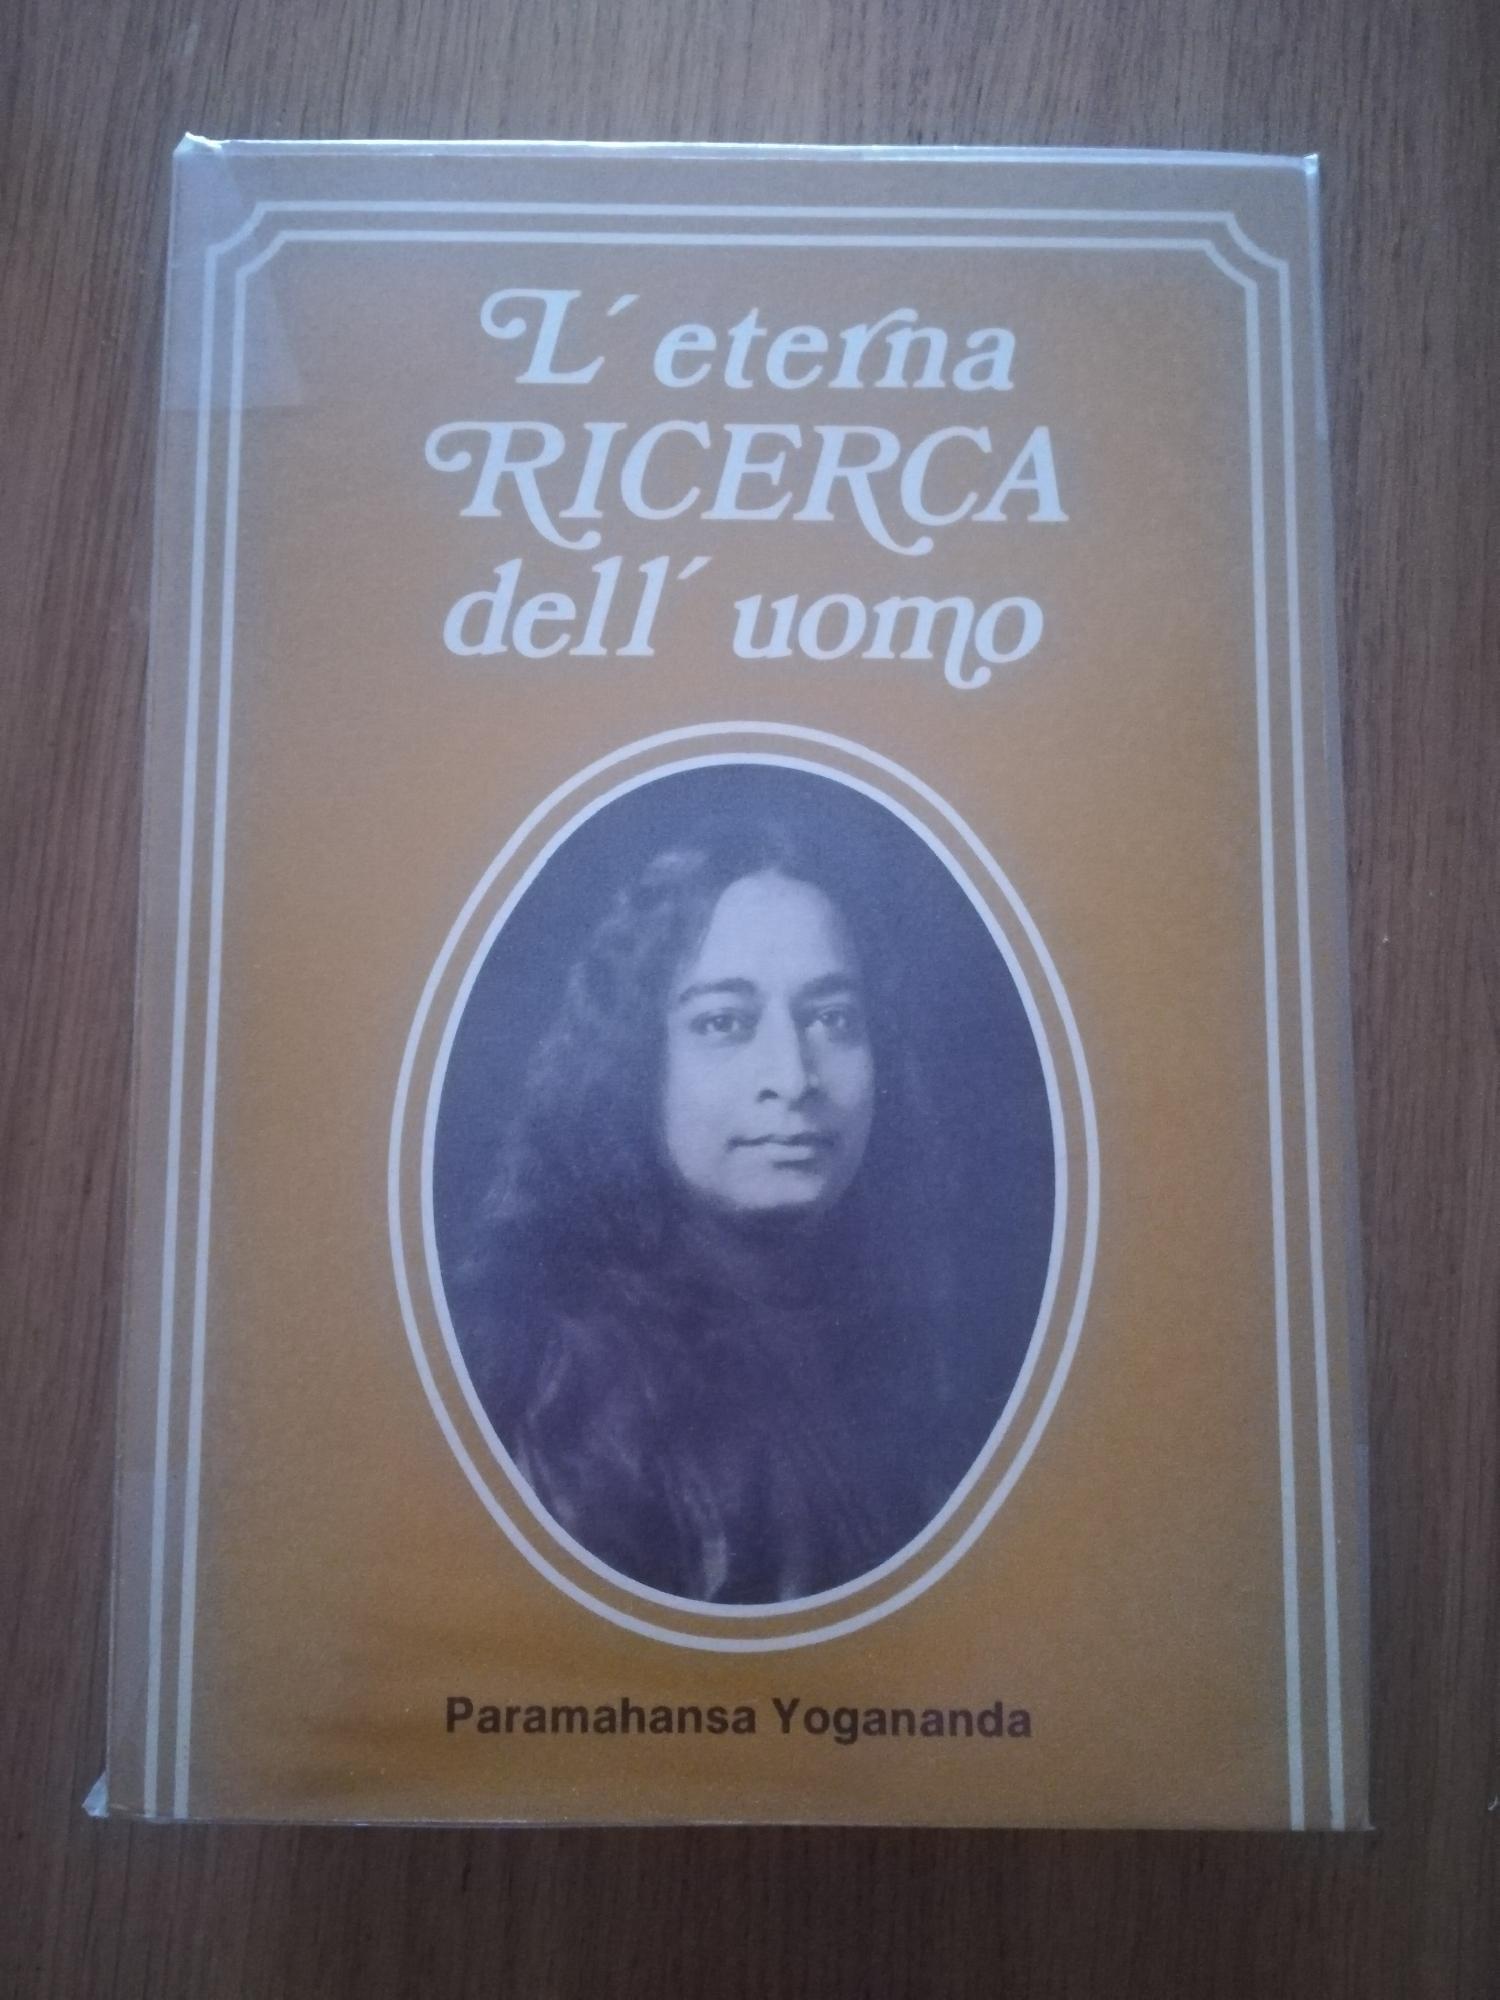 L´ eterna
RICERCA
dell´ uomo
Paramahansa Yogananda